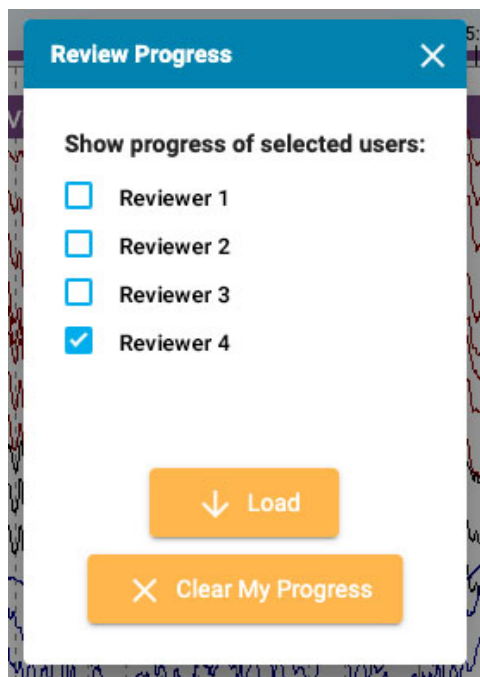 Review Progress
Show progress of selected users:
Reviewer 1
Reviewer 2
Reviewer 3
Reviewer 4
Load
Clear My Progress